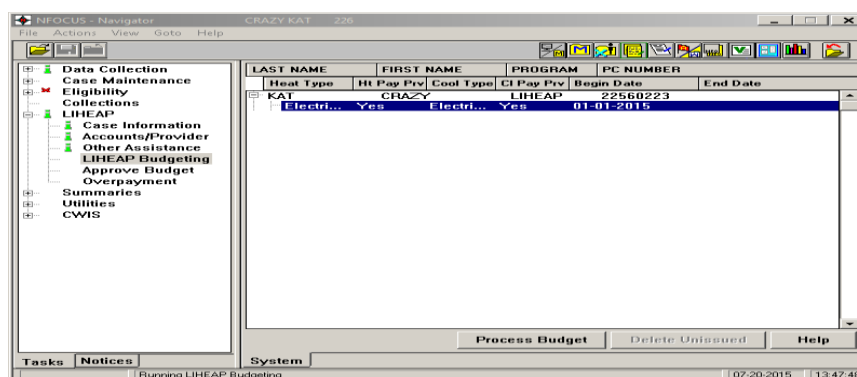 NFOCUS - Navigator CRAZY KAT 226
File Actions View Goto Help
Data Collection
Case Maintenance
Eligibility
Collections
LIHEAP
Case Information
Accounts/Provider
Other Assistance
LIHEAP Budgeting
Approve Budget
Overpayment
Summaries
Utilities
CWIS
LAST NAME FIRST NAME PROGRAM PC NUMBER
Heat Type Ht Pay Prv Cool Type Cl Pay Prv Begin Date End Date
KAT CRAZY LIHEAP 22560223
Electri... Yes Electri... Yes 01-01-2015
Process Budget Delete Unissued Help
Tasks Notices System
Running LIHEAP Budgeting 07-20-2015 13:47:46